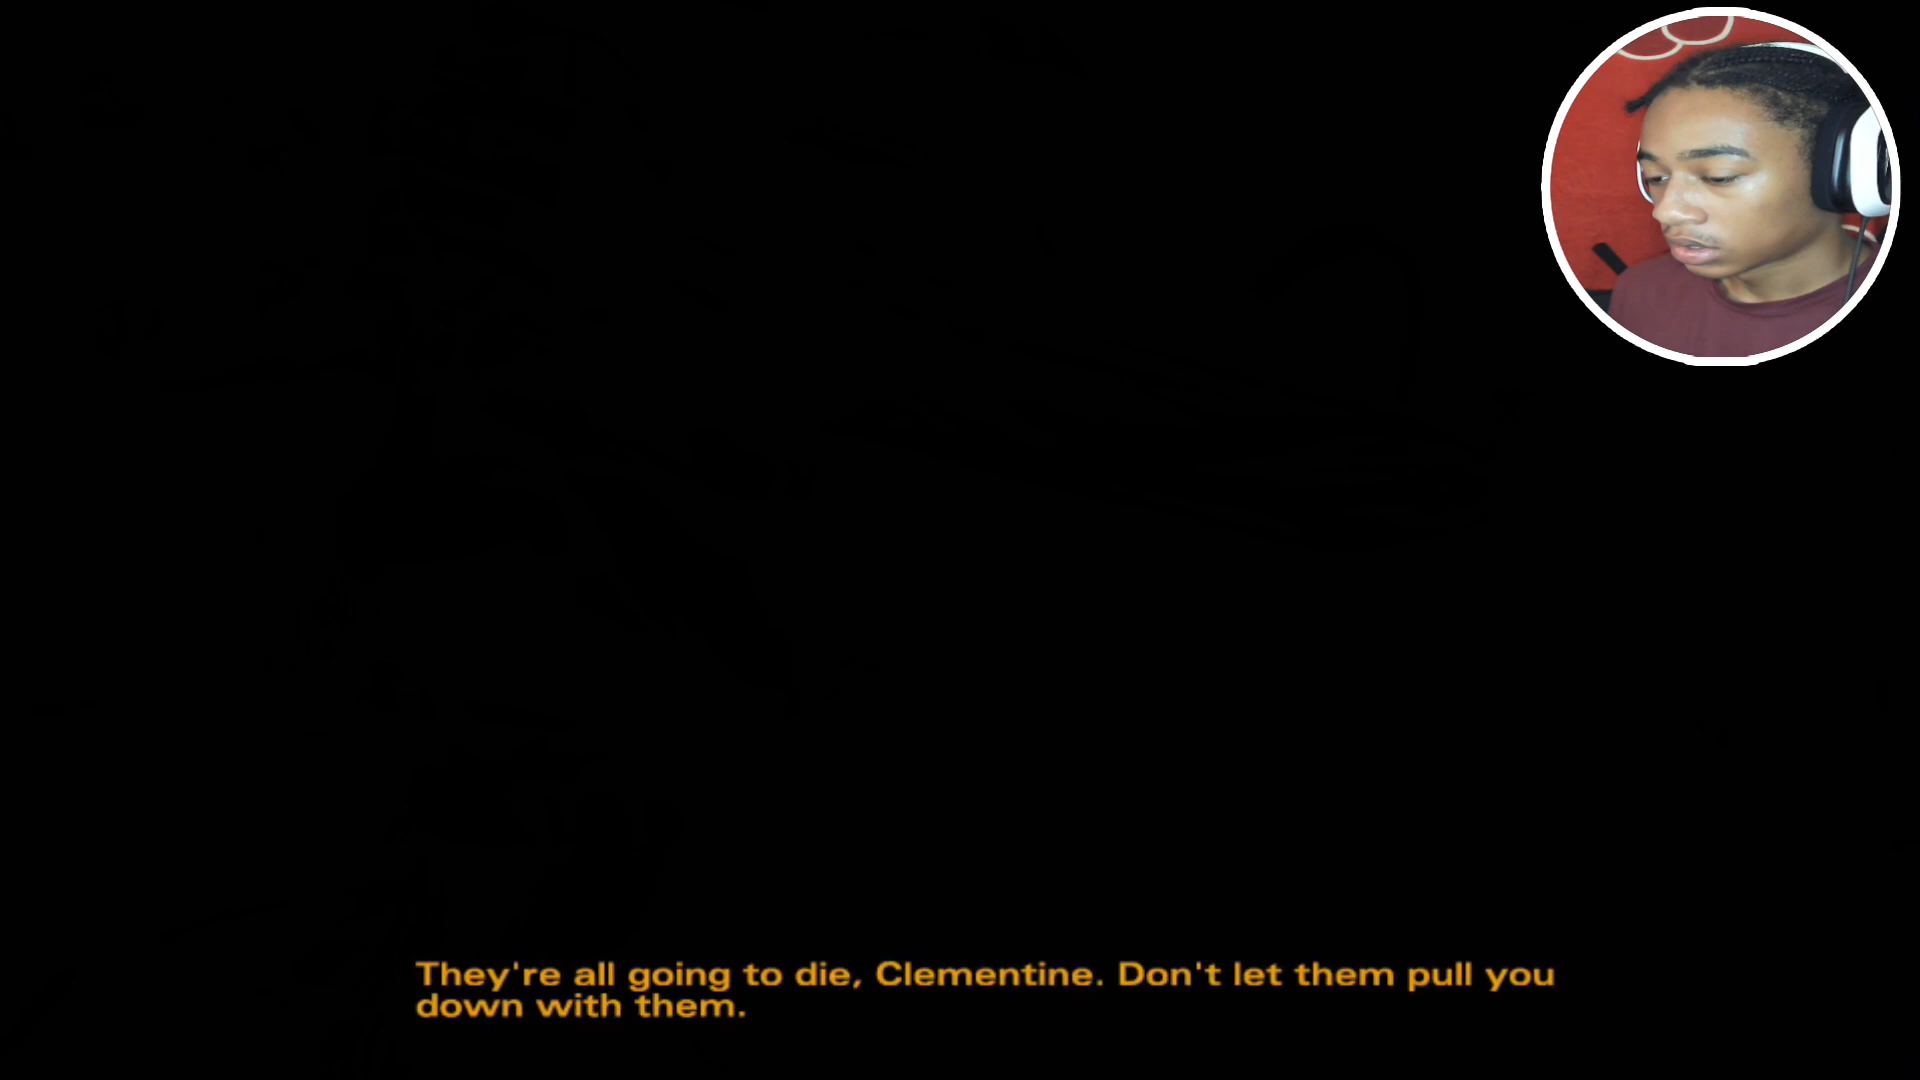 They're all going to die, Clementine. Don't let them pull you
down with them.